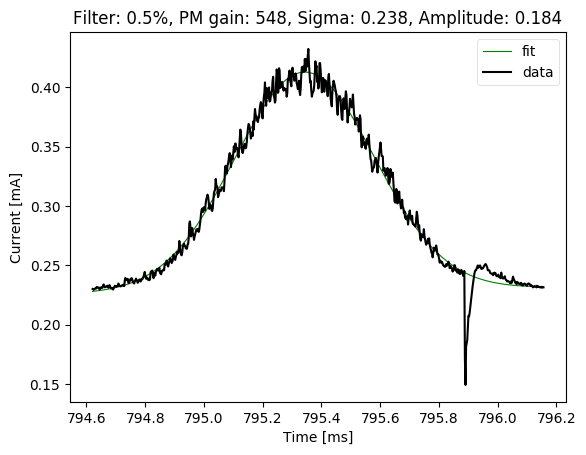 Filter: 0.5%, PM gain: 548, Sigma: 0.238, Amplitude: 0.184
fit
data
Current [mA]
0.40
0.35
0.30
0.25
0.20
0.15
794.6 794.8 795.0 795.2 795.4 795.6 795.8 796.0 796.2
Time [ms]